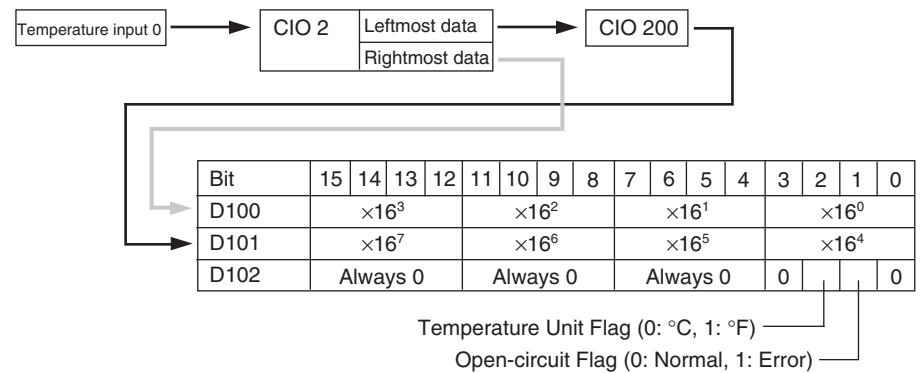 Temperature input 0
CIO 2
Leftmost data
Rightmost data
CIO 200
Bit 15 14 13 12 11 10 9 8 7 6 5 4 3 2 1 0
D100 ×16³ ×16² ×16¹ ×16⁰
D101 ×16⁷ ×16⁶ ×16⁵ ×16⁴
D102 Always 0 Always 0 Always 0 0 0
Temperature Unit Flag (0: °C, 1: °F)
Open-circuit Flag (0: Normal, 1: Error)